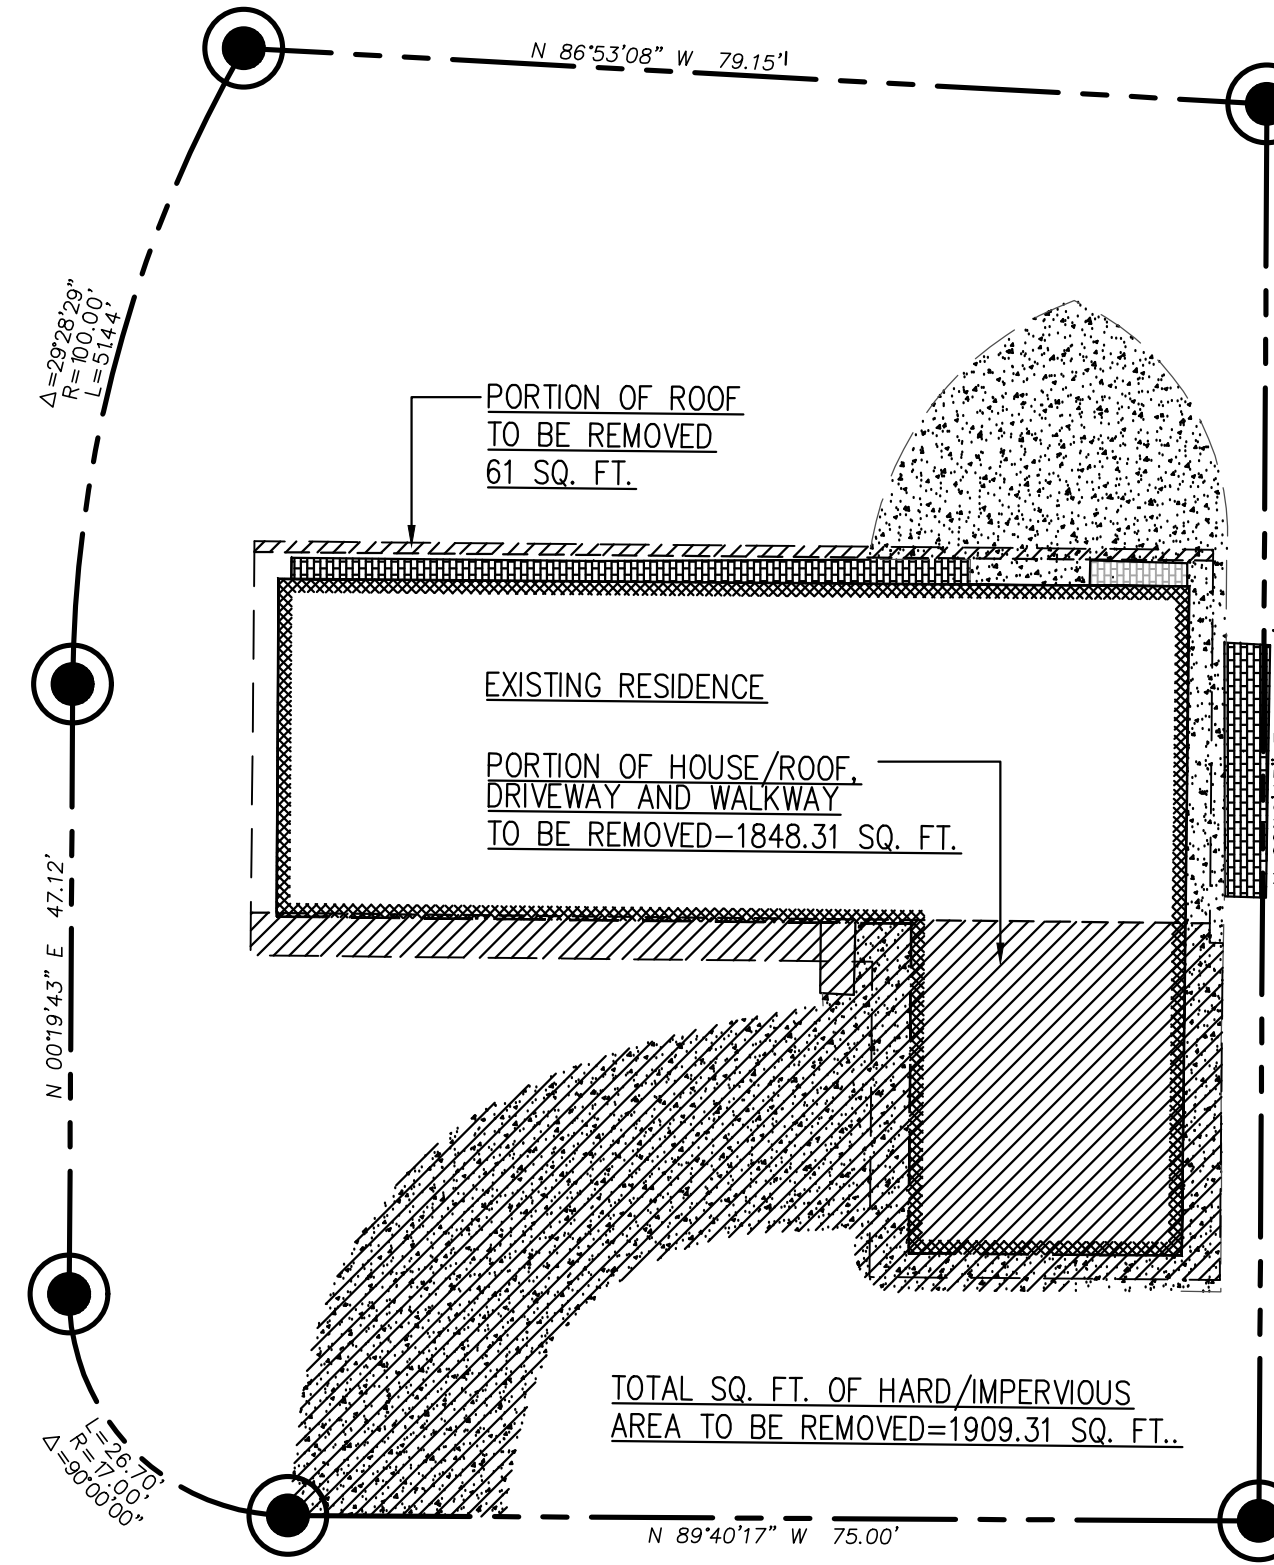 N 86°53'08" W 79.15'
Δ=29°28'29"
R=100.00'
L=51.44'
PORTION OF ROOF
TO BE REMOVED
61 SQ. FT.
EXISTING RESIDENCE
PORTION OF HOUSE/ROOF,
DRIVEWAY AND WALKWAY
TO BE REMOVED-1848.31 SQ. FT.
N 00°19'43" E 47.12'
TOTAL SQ. FT. OF HARD/IMPERVIOUS
AREA TO BE REMOVED=1909.31 SQ. FT..
L=26.70'
R=17.00'
Δ=90°00'00"
N 89°40'17" W 75.00'